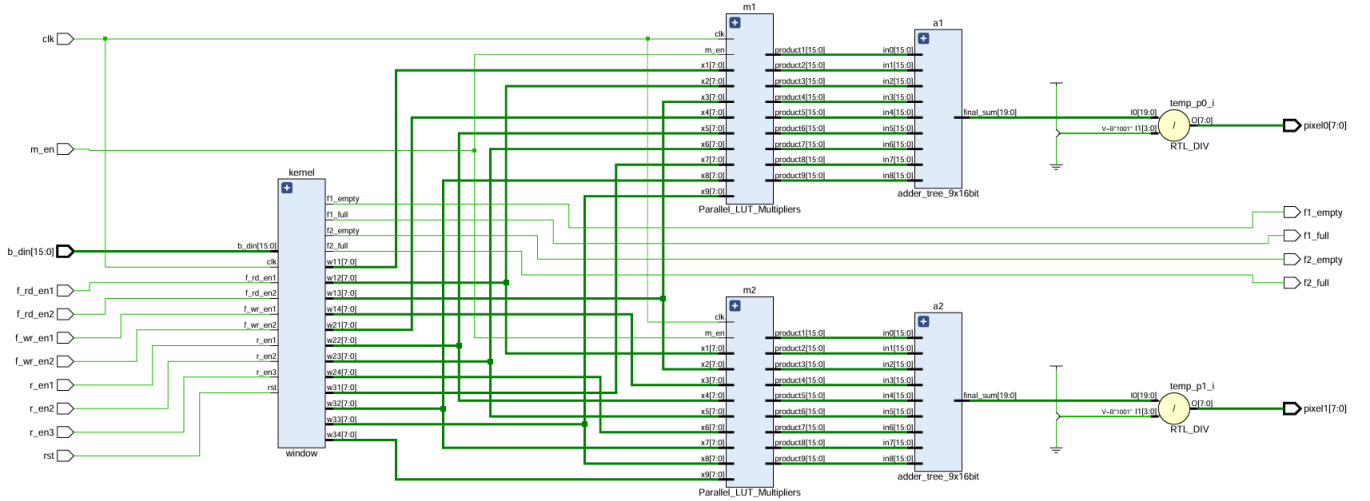 clk
m_en
b_din[15:0]
f_rd_en1
f_rd_en2
f_wr_en1
f_wr_en2
r_en1
r_en2
r_en3
rst
kernel
b_din[15:0]
clk
f_rd_en1
f_rd_en2
f_wr_en1
f_wr_en2
r_en1
r_en2
r_en3
rst
f1_empty
f1_full
f2_empty
f2_full
w11[7:0]
w12[7:0]
w13[7:0]
w14[7:0]
w21[7:0]
w22[7:0]
w23[7:0]
w24[7:0]
w31[7:0]
w32[7:0]
w33[7:0]
w34[7:0]
window
m1
clk
m_en
x1[7:0]
x2[7:0]
x3[7:0]
x4[7:0]
x5[7:0]
x6[7:0]
x7[7:0]
x8[7:0]
x9[7:0]
product1[15:0]
product2[15:0]
product3[15:0]
product4[15:0]
product5[15:0]
product6[15:0]
product7[15:0]
product8[15:0]
product9[15:0]
Parallel_LUT_Multipliers
a1
in0[15:0]
in1[15:0]
in2[15:0]
in3[15:0]
in4[15:0]
in5[15:0]
in6[15:0]
in7[15:0]
in8[15:0]
final_sum[19:0]
adder_tree_9x16bit
temp_p0_i
I0[19:0]
V=B"1001" I1[3:0]
/
O[7:0]
RTL_DIV
pixel0[7:0]
f1_empty
f1_full
f2_empty
f2_full
m2
clk
m_en
x1[7:0]
x2[7:0]
x3[7:0]
x4[7:0]
x5[7:0]
x6[7:0]
x7[7:0]
x8[7:0]
x9[7:0]
product1[15:0]
product2[15:0]
product3[15:0]
product4[15:0]
product5[15:0]
product6[15:0]
product7[15:0]
product8[15:0]
product9[15:0]
Parallel_LUT_Multipliers
a2
in0[15:0]
in1[15:0]
in2[15:0]
in3[15:0]
in4[15:0]
in5[15:0]
in6[15:0]
in7[15:0]
in8[15:0]
final_sum[19:0]
adder_tree_9x16bit
temp_p1_i
I0[19:0]
V=B"1001" I1[3:0]
/
O[7:0]
RTL_DIV
pixel1[7:0]